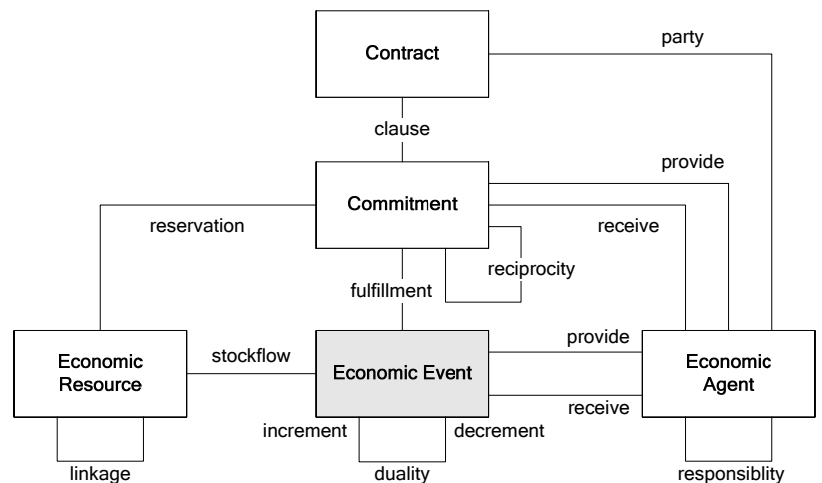 Contract
party
clause
provide
Commitment
reservation
receive
reciprocity
fulfillment
Economic
Resource
stockflow
Economic Event
provide
Economic
Agent
receive
increment
decrement
linkage
duality
responsiblity